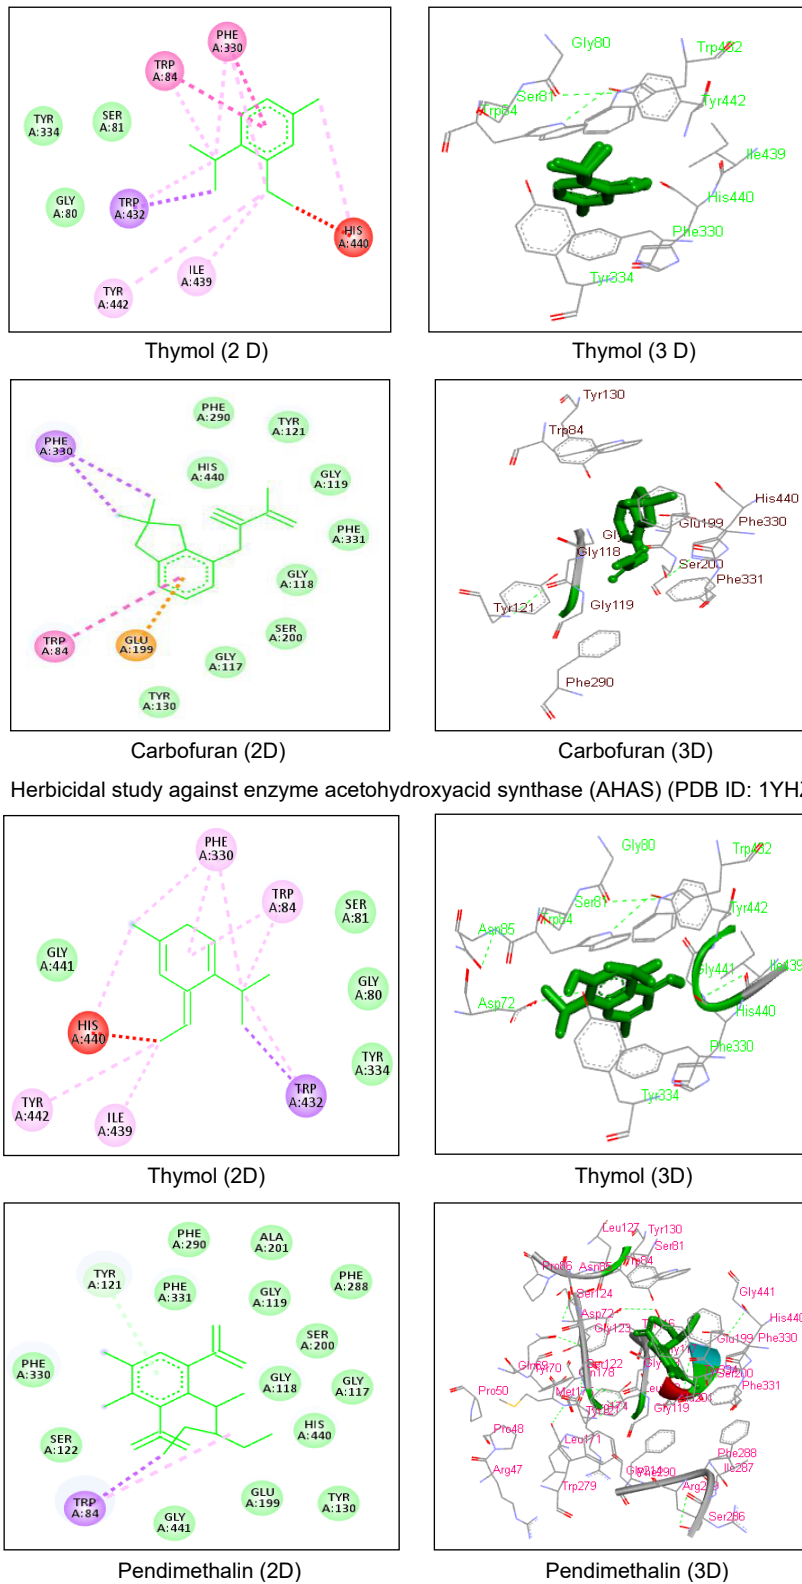 PHE
A:330
TRP
A:84
TYR
A:334
SER
A:81
GLY
A:80
TRP
A:432
HIS
A:440
ILE
A:439
TYR
A:442
Gly80
Trp432
Ser81
Trp84
Tyr442
Ile439
His440
Phe330
Tyr334
Thymol (2 D)
Thymol (3 D)
PHE
A:290
TYR
A:121
PHE
A:330
HIS
A:440
GLY
A:119
PHE
A:331
GLY
A:118
SER
A:200
TRP
A:84
GLU
A:199
GLY
A:117
TYR
A:130
Tyr130
Trp84
His440
Glu199
Phe330
Gly118
Ser200
Phe331
Tyr121
Gly119
Phe290
Carbofuran (2D)
Carbofuran (3D)
Herbicidal study against enzyme acetohydroxyacid synthase (AHAS) (PDB ID: 1YHZ
PHE
A:330
TRP
A:84
SER
A:81
GLY
A:441
GLY
A:80
HIS
A:440
TYR
A:334
TYR
A:442
ILE
A:439
TRP
A:432
Gly80
Trp432
Ser81
Trp84
Tyr442
Asn85
Gly441
Ile439
Asp72
His440
Phe330
Tyr334
Thymol (2D)
Thymol (3D)
PHE
A:290
ALA
A:201
TYR
A:121
PHE
A:331
GLY
A:119
PHE
A:288
SER
A:200
PHE
A:330
GLY
A:118
GLY
A:117
SER
A:122
HIS
A:440
TRP
A:84
GLU
A:199
TYR
A:130
GLY
A:441
Leu127
Tyr130
Ser81
Trp84
Gly441
Ser124
Asp72
His440
Gly123
Glu199
Phe330
Tyr70
Ser200
Phe331
Pro50
Gly119
Pro48
Leu171
Phe288
Ile287
Arg47
Trp279
Ser286
Pendimethalin (2D)
Pendimethalin (3D)